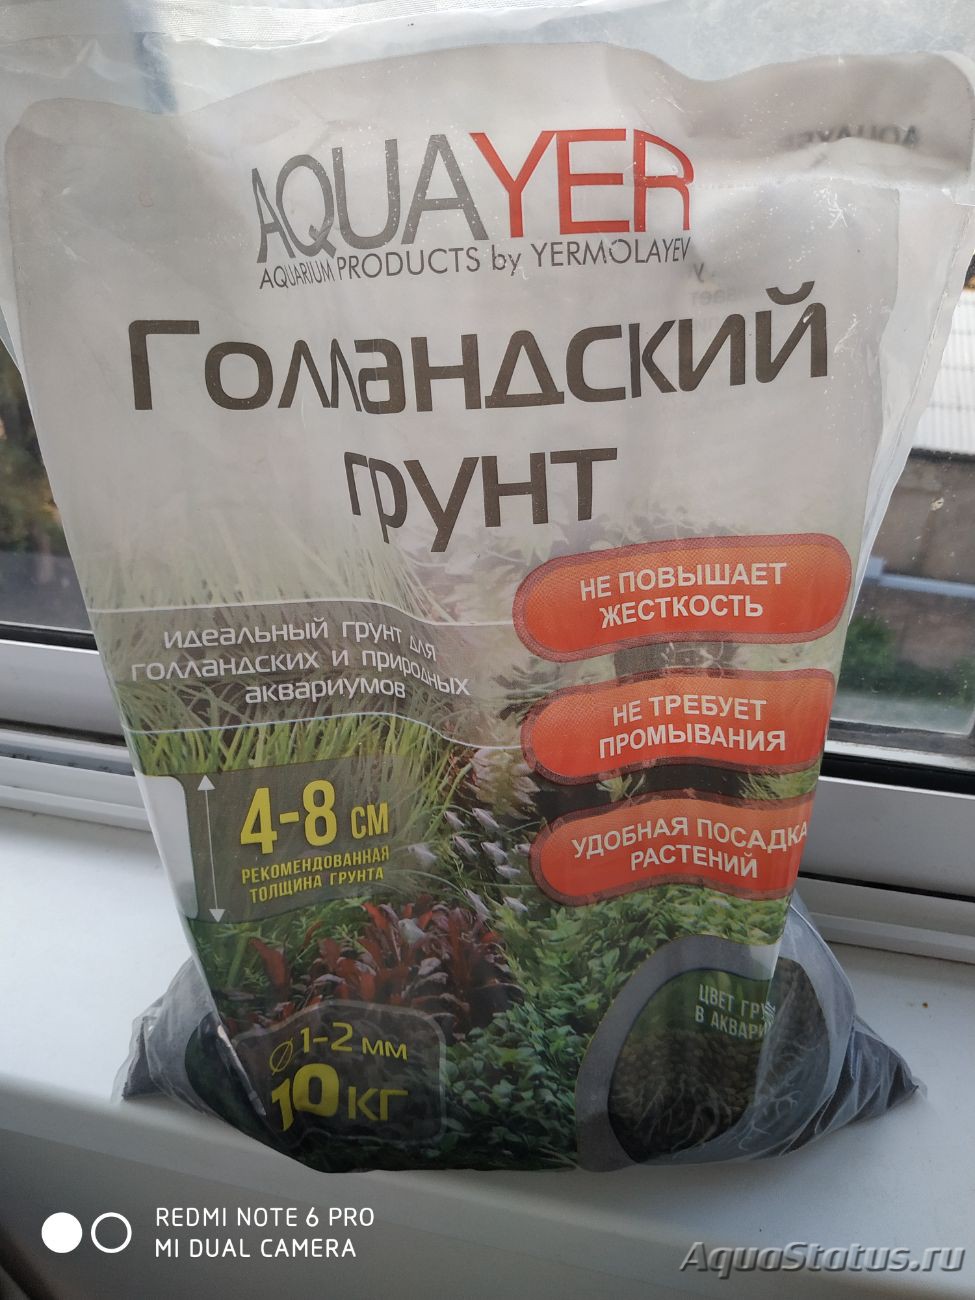 AQUAYER
AQUARIUM PRODUCTS by YERMOLAYEV
Голландский
грунт
НЕ ПОВЫШАЕТ
ЖЕСТКОСТЬ
идеальный грунт для
голландских и природных
аквариумов
НЕ ТРЕБУЕТ
ПРОМЫВАНИЯ
4-8 СМ
РЕКОМЕНДОВАННАЯ
ТОЛЩИНА ГРУНТА
УДОБНАЯ ПОСАДКА
РАСТЕНИЙ
ЦВЕТ ГРУ
В АКВАРИ
Ø 1-2 мм
10 КГ
REDMI NOTE 6 PRO
MI DUAL CAMERA
AquaStatus.ru